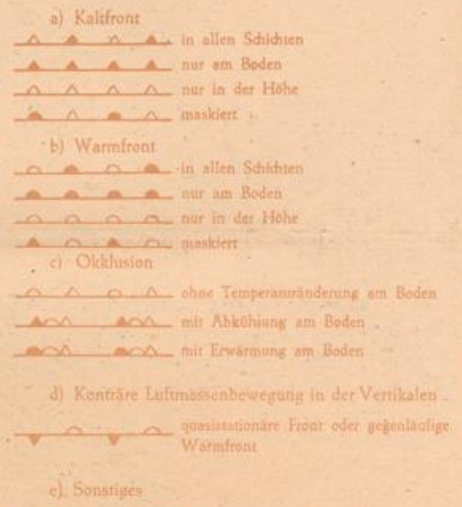 a) Kaltfront
in allen Schichten
nur am Boden
nur in der Höhe
maskiert
b) Warmfront
in allen Schichten
nur am Boden
nur in der Höhe
maskiert
c) Okklusion
ohne Temperaturänderung am Boden
mit Abkühlung am Boden
mit Erwärmung am Boden
d) Konträre Luftmassenbewegung in der Vertikalen
quasistationäre Front oder gegenläufige
Warmfront
e) Sonstiges